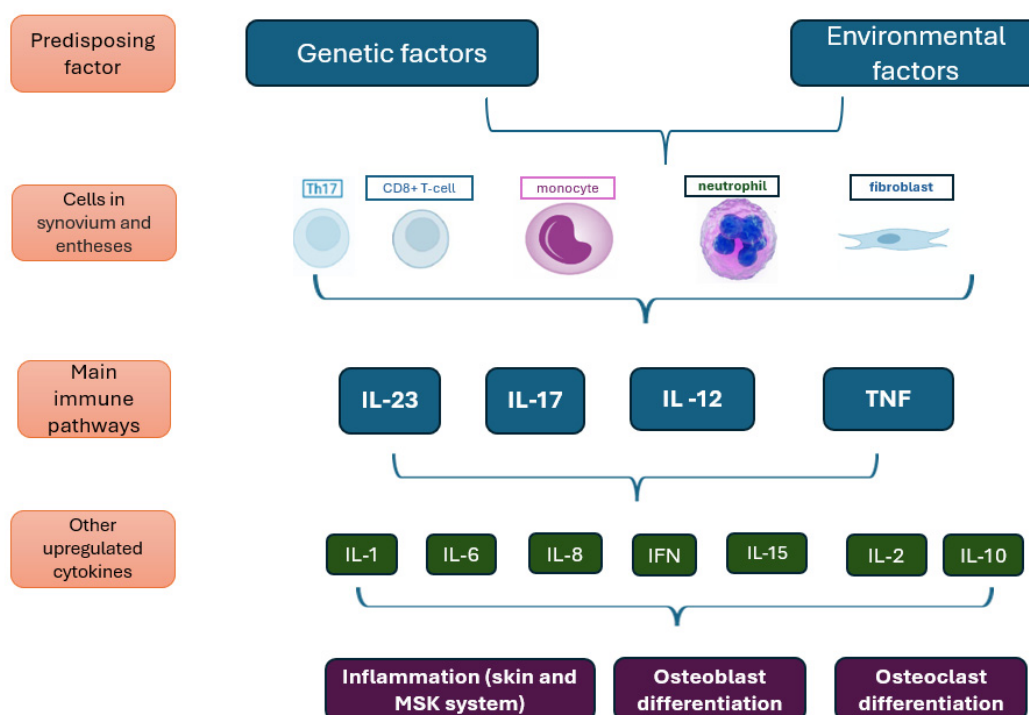 Predisposing
factor
Genetic factors
Environmental
factors
Cells in
synovium and
entheses
Th17
CD8+ T-cell
monocyte
neutrophil
fibroblast
Main
immune
pathways
IL-23
IL-17
IL -12
TNF
Other
upregulated
cytokines
IL-1
IL-6
IL-8
IFN
IL-15
IL-2
IL-10
Inflammation (skin and
MSK system)
Osteoblast
differentiation
Osteoclast
differentiation